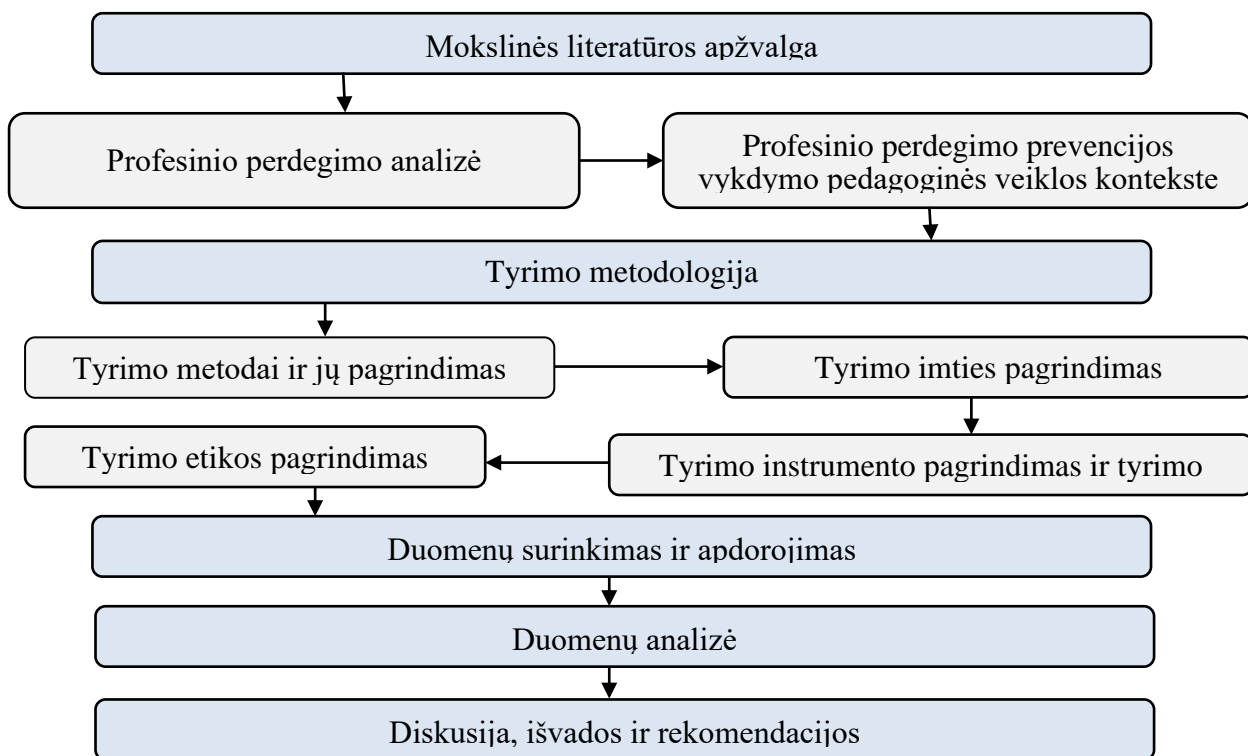 Mokslinės literatūros apžvalga
Profesinio perdegimo analizė
Profesinio perdegimo prevencijos
vykdymo pedagoginės veiklos kontekste
Tyrimo metodologija
Tyrimo metodai ir jų pagrindimas
Tyrimo imties pagrindimas
Tyrimo etikos pagrindimas
Tyrimo instrumento pagrindimas ir tyrimo
Duomenų surinkimas ir apdorojimas
Duomenų analizė
Diskusija, išvados ir rekomendacijos